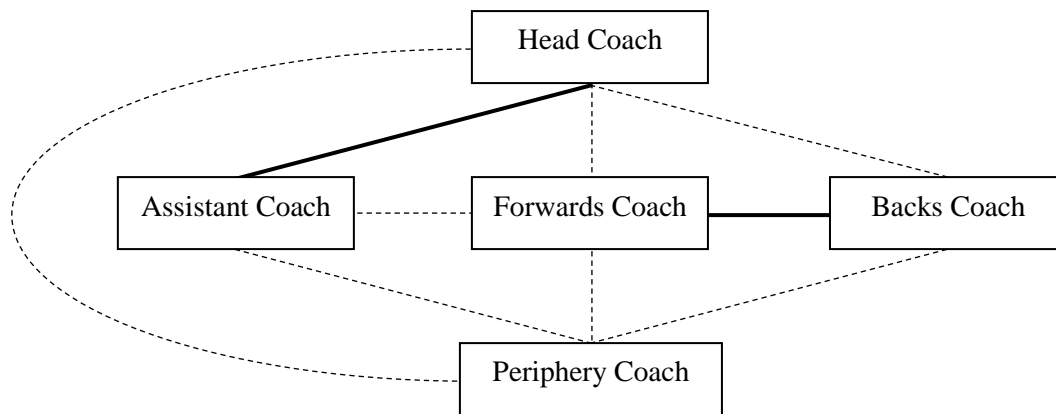 Head Coach
Assistant Coach
Forwards Coach
Backs Coach
Periphery Coach